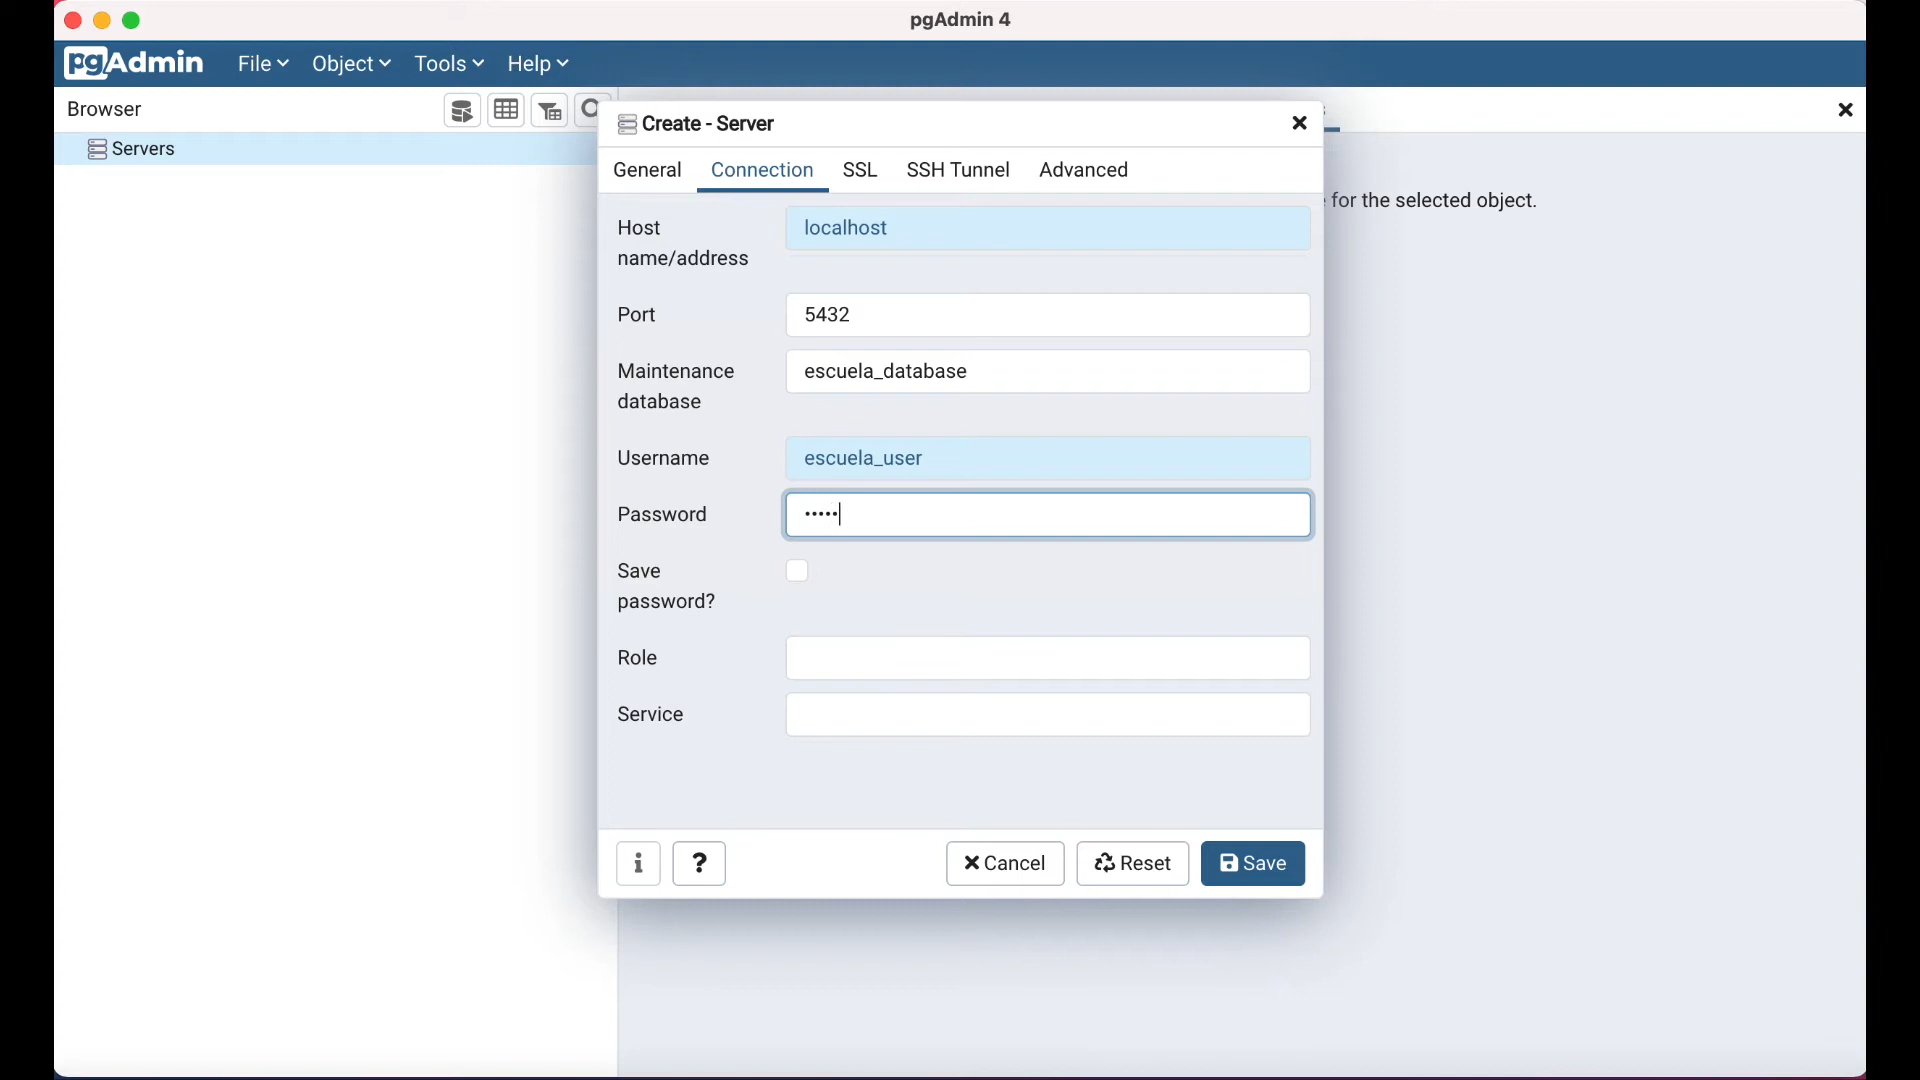 pgAdmin 4
pgAdmin File Object Tools Help
Browser
Servers
Create - Server
General Connection SSL SSH Tunnel Advanced
for the selected object.
Host
name/address
localhost
Port
5432
Maintenance
database
escuela_database
Username
escuela_user
Password
•••••
Save
password?
Role
Service
i ? Cancel Reset Save